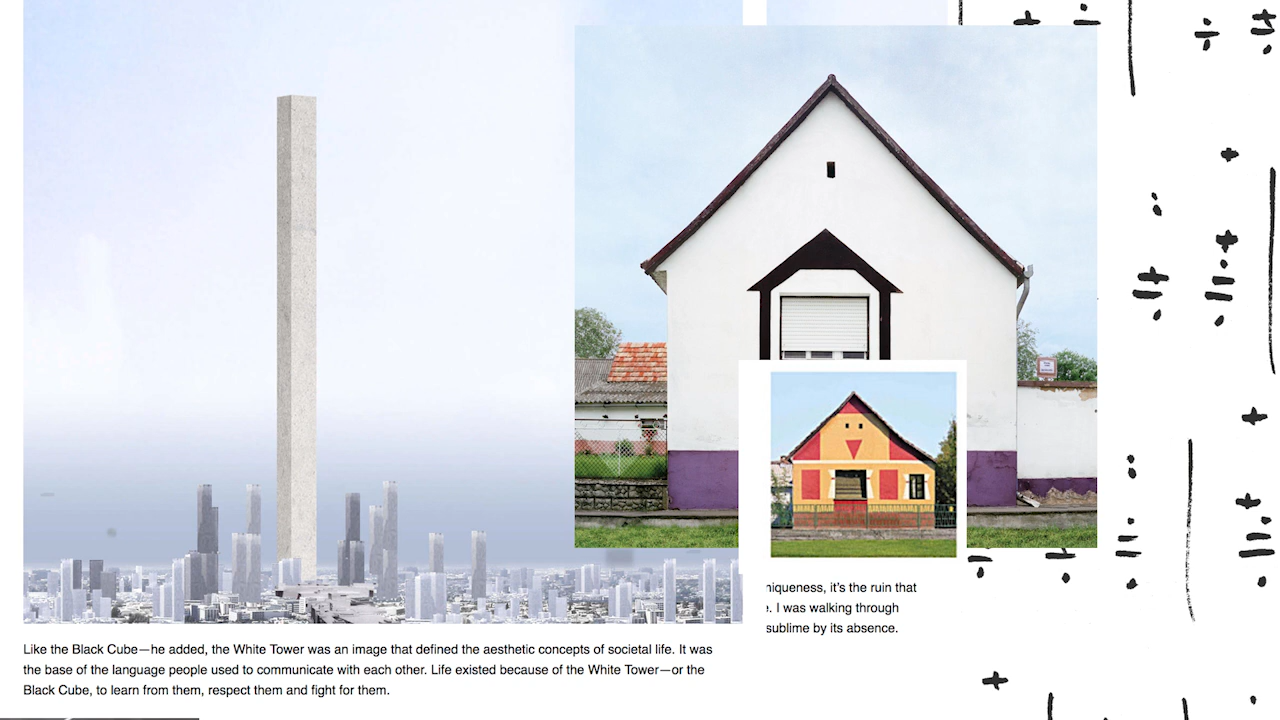 Like the Black Cube—he added, the White Tower was an image that defined the aesthetic concepts of societal life. It was
the base of the language people used to communicate with each other. Life existed because of the White Tower—or the
Black Cube, to learn from them, respect them and fight for them.
niqueness, it’s the ruin that
. I was walking through
sublime by its absence.